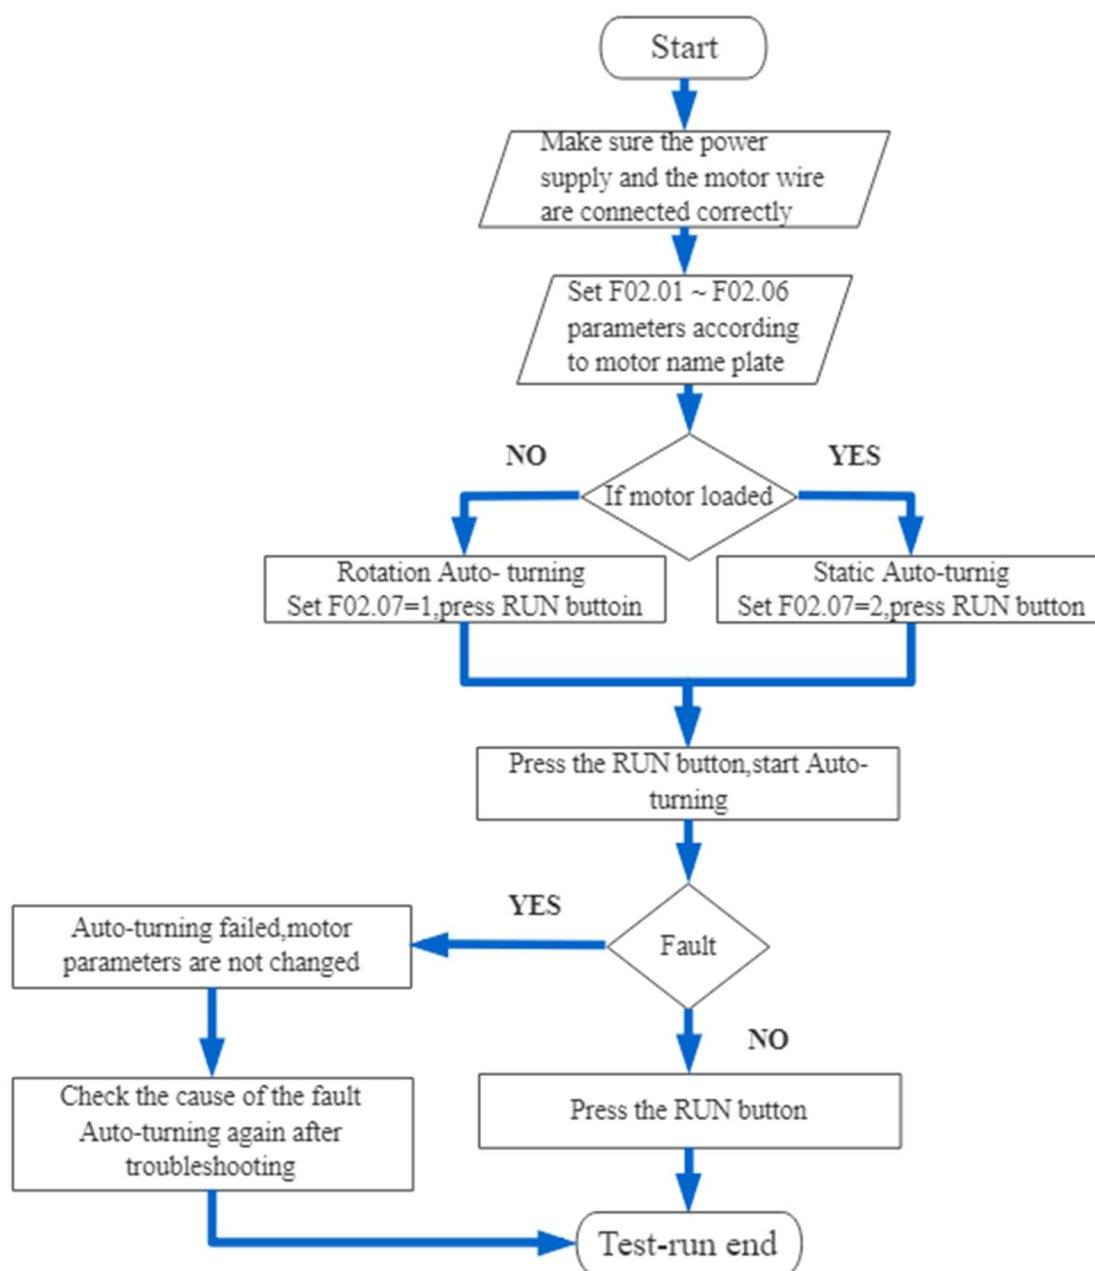 Start
Make sure the power
supply and the motor wire
are connected correctly
Set F02.01 ~ F02.06
parameters according
to motor name plate
NO
YES
If motor loaded
Rotation Auto- turning
Set F02.07=1,press RUN buttoin
Static Auto-turnig
Set F02.07=2,press RUN button
Press the RUN button,start Auto-
turning
YES
Fault
Auto-turning failed,motor
parameters are not changed
NO
Check the cause of the fault
Auto-turning again after
troubleshooting
Press the RUN button
Test-run end